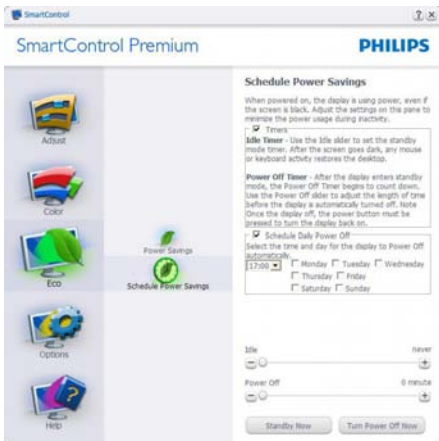 SmartControl
SmartControl Premium
PHILIPS
Adjust
Color
Eco
Options
Help
Power Savings
Schedule Power Savings
Schedule Power Savings
When powered on, the display is using power, even if
the screen is black. Adjust the settings on this pane to
minimize the power usage during inactivity.
Timers
Idle Timer - Use the Idle slider to set the standby
mode timer. After the screen goes dark, any mouse
or keyboard activity restores the desktop.
Power Off Timer - After the display enters standby
mode, the Power Off Timer begins to count down.
Use the Power Off slider to adjust the length of time
before the display is automatically turned off. Note
Once the display off, the power button must be
pressed to turn the display back on.
Schedule Daily Power Off
Select the time and day for the display to Power Off
automatically.
17:00 Monday Tuesday Wednesday
Thursday Friday
Saturday Sunday
Idle never
Power Off 0 minute
Standby Now Turn Power Off Now